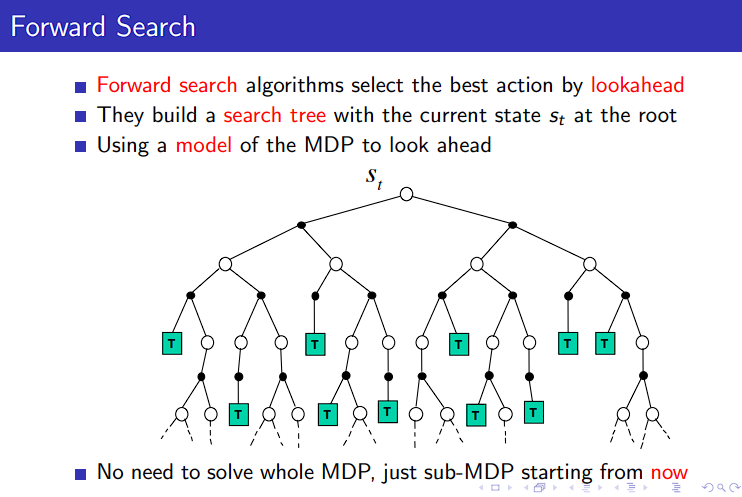 Forward Search
Forward search algorithms select the best action by lookahead
They build a search tree with the current state s_t at the root
Using a model of the MDP to look ahead
s_t
T T T T T
T T T T T
No need to solve whole MDP, just sub-MDP starting from now